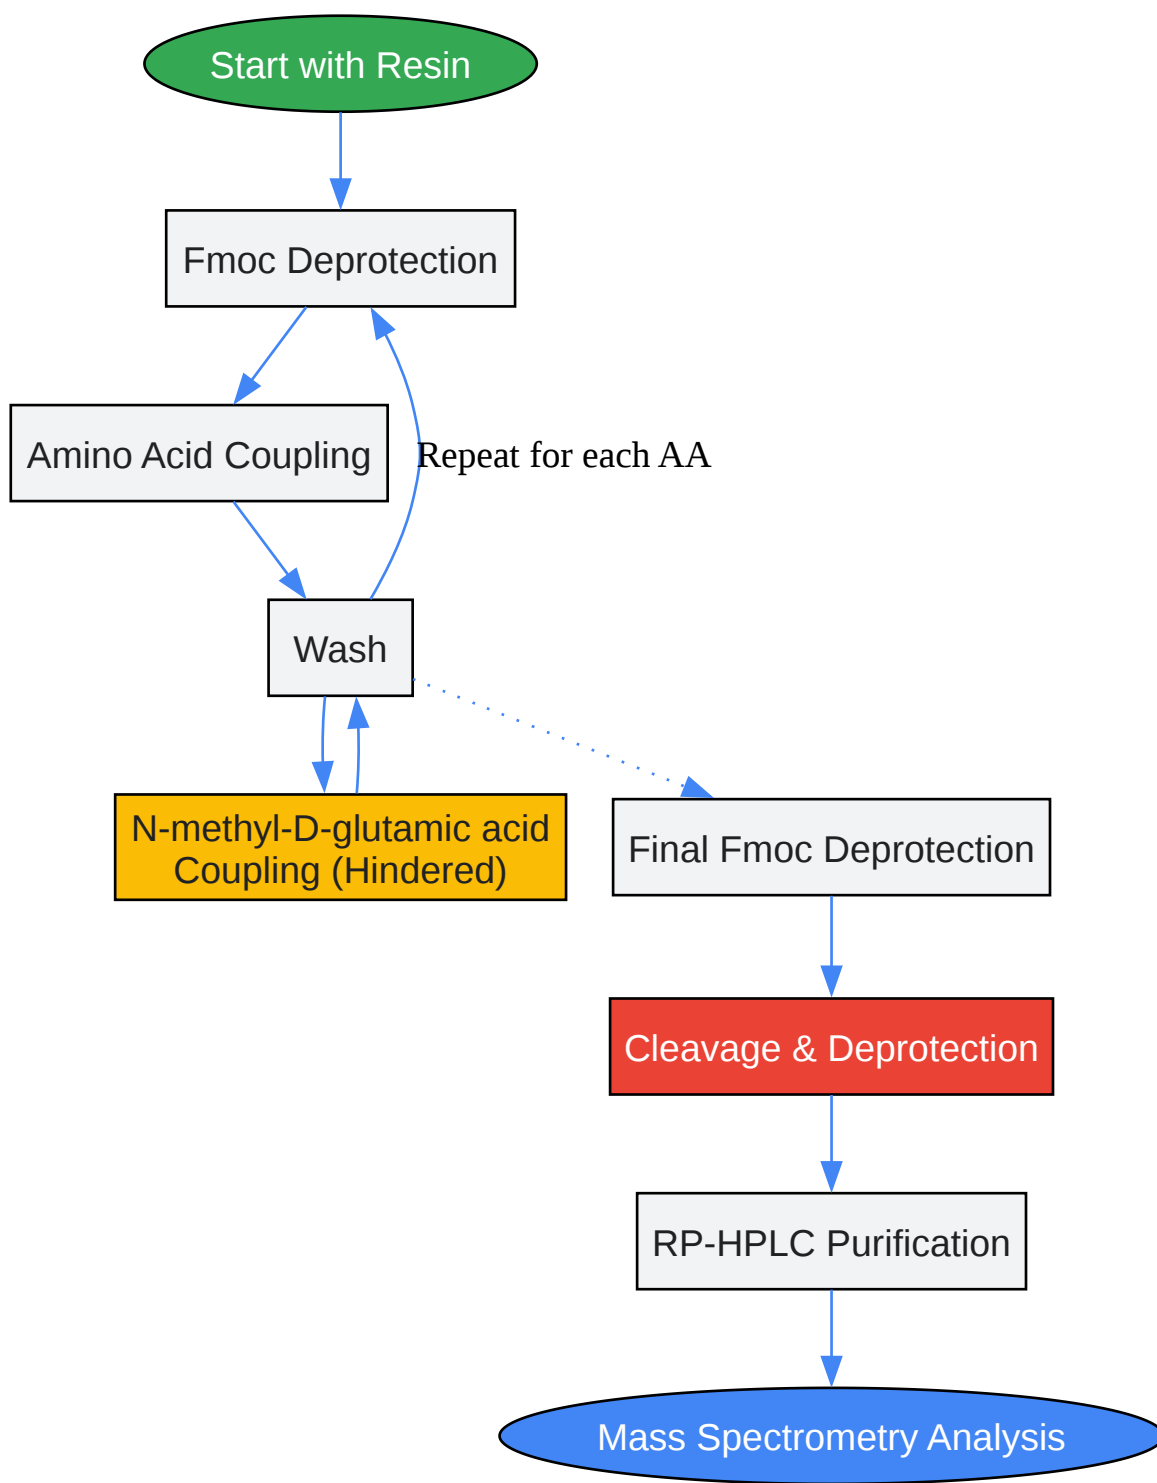 Start with Resin
Fmoc Deprotection
Amino Acid Coupling
Repeat for each AA
Wash
N-methyl-D-glutamic acid
Coupling (Hindered)
Final Fmoc Deprotection
Cleavage & Deprotection
RP-HPLC Purification
Mass Spectrometry Analysis